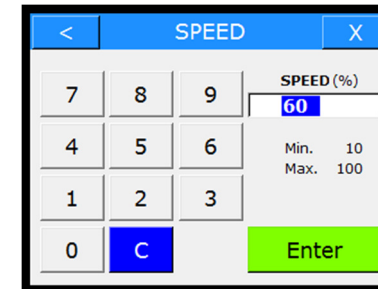 < SPEED X
7 8 9 SPEED (%)
60
4 5 6 Min. 10
Max. 100
1 2 3
0 C Enter